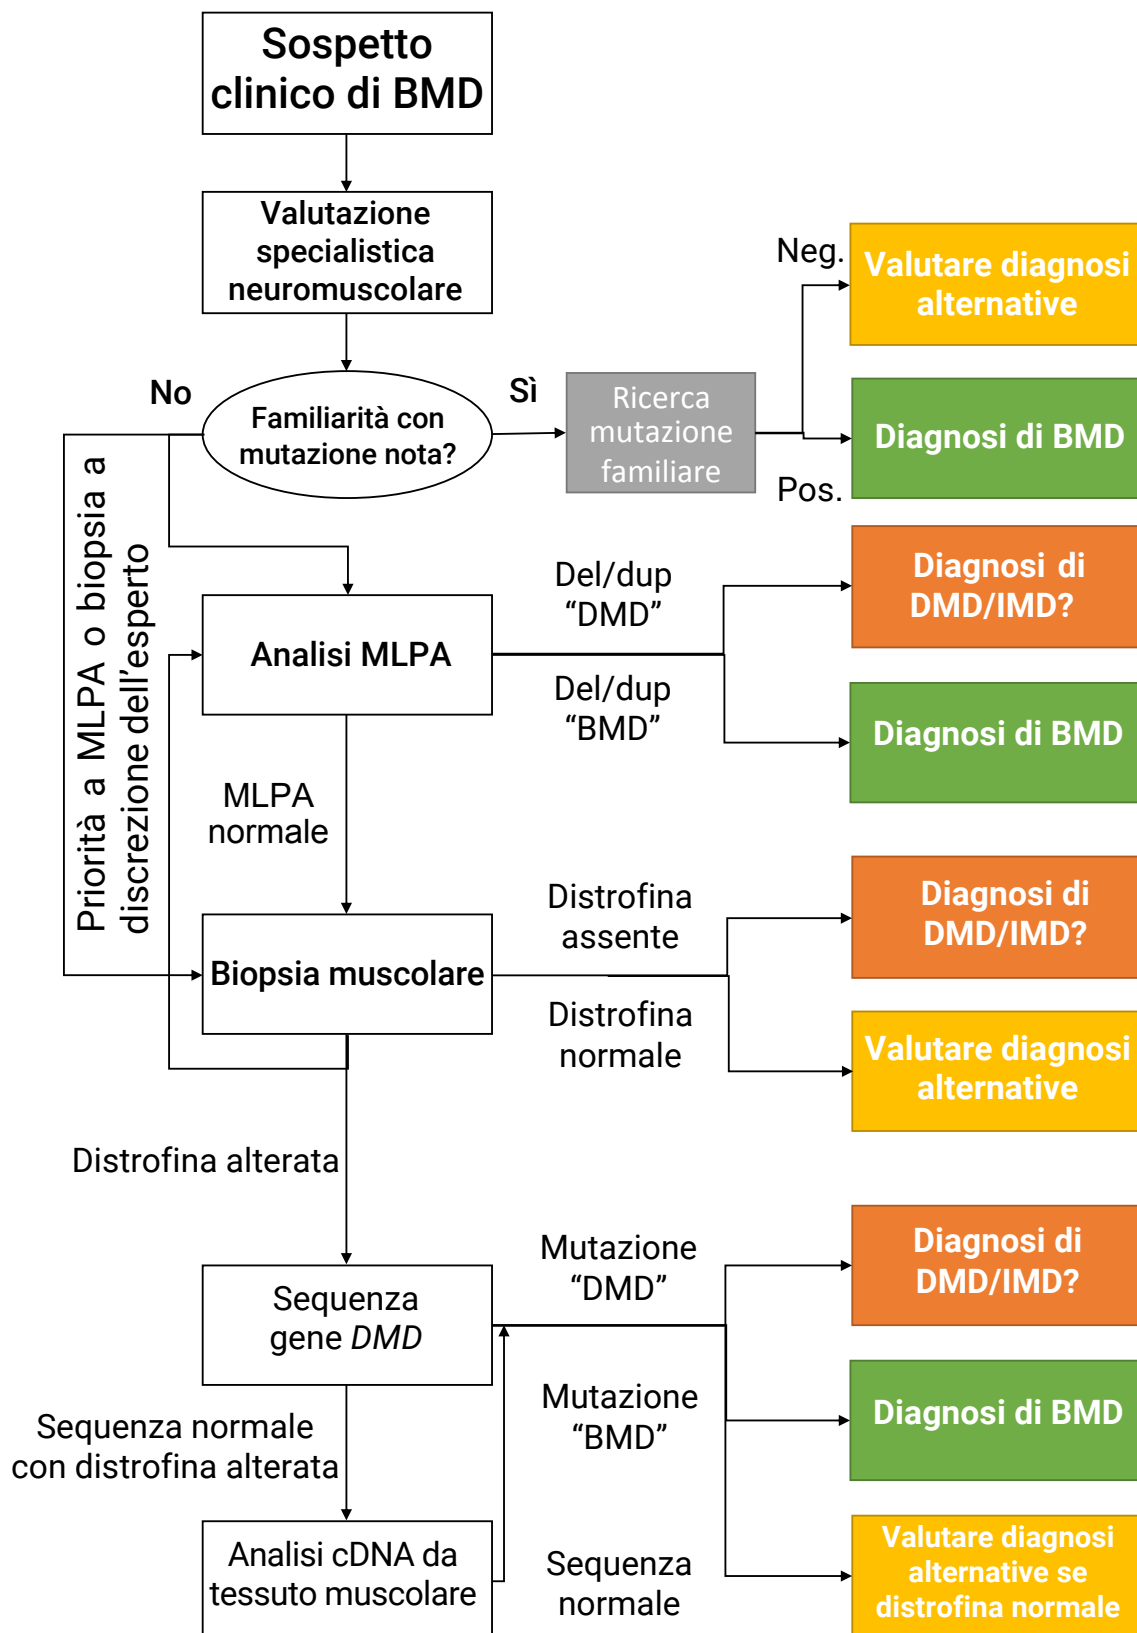 Sospetto
clinico di BMD
Valutazione
specialistica
neuromuscolare
Neg.
Valutare diagnosi
alternative
No
Familiarità con
mutazione nota?
Sì
Ricerca
mutazione
familiare
Diagnosi di BMD
Pos.
Priorità a MLPA o biopsia a
discrezione dell'esperto
Analisi MLPA
Del/dup
“DMD”
Diagnosi di
DMD/IMD?
Del/dup
“BMD”
Diagnosi di BMD
MLPA
normale
Biopsia muscolare
Distrofina
assente
Diagnosi di
DMD/IMD?
Distrofina
normale
Valutare diagnosi
alternative
Distrofina alterata
Sequenza
gene DMD
Mutazione
“DMD”
Diagnosi di
DMD/IMD?
Mutazione
“BMD”
Diagnosi di BMD
Sequenza normale
con distrofina alterata
Analisi cDNA da
tessuto muscolare
Sequenza
normale
Valutare diagnosi
alternative se
distrofina normale